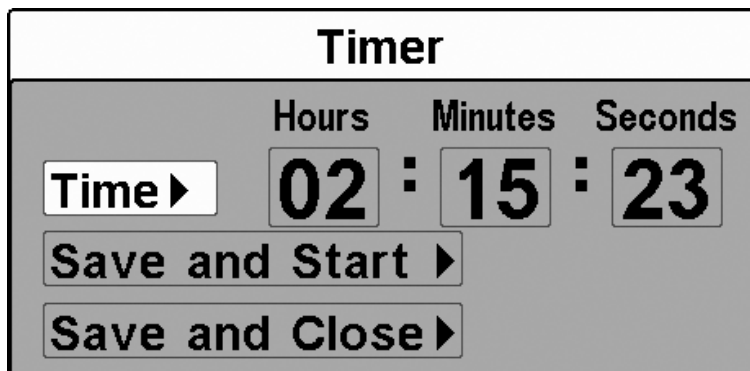 Timer
Hours Minutes Seconds
Time 02 : 15 : 23
Save and Start
Save and Close